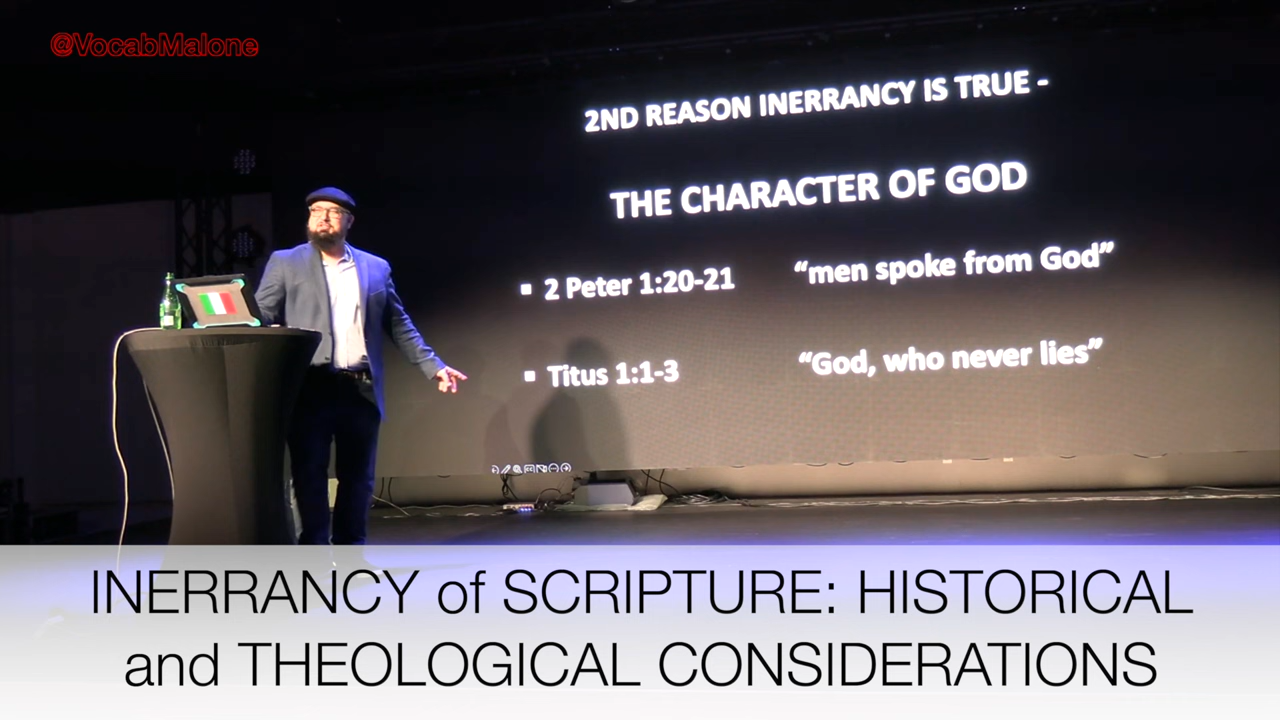 @VocabMalone
2ND REASON INERRANCY IS TRUE -
THE CHARACTER OF GOD
▪ 2 Peter 1:20-21 “men spoke from God”
▪ Titus 1:1-3 “God, who never lies”
INERRANCY of SCRIPTURE: HISTORICAL
and THEOLOGICAL CONSIDERATIONS